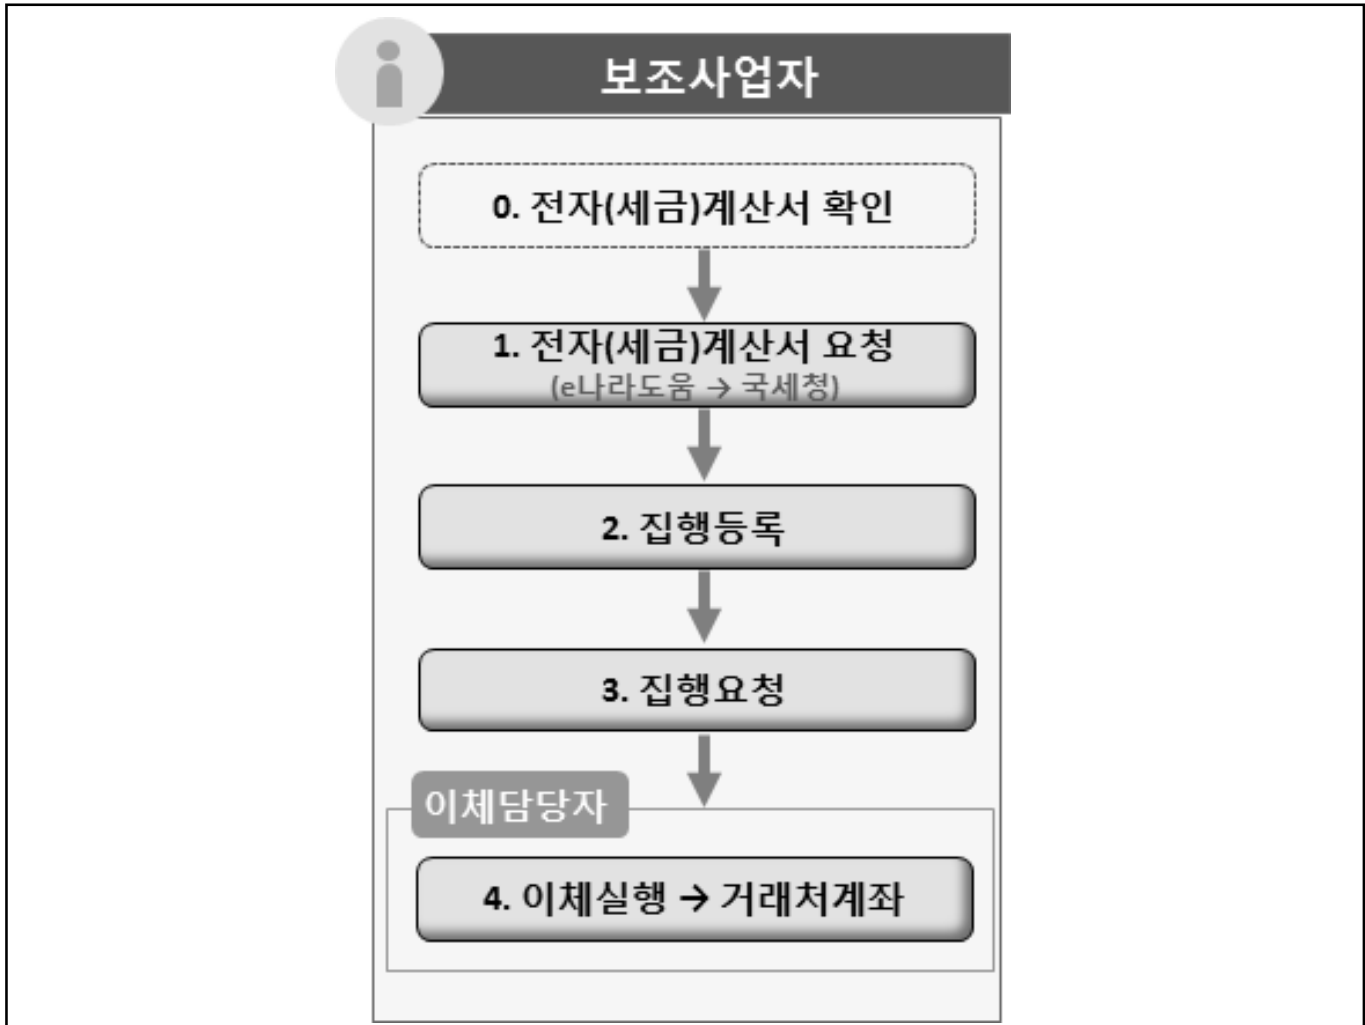 보조사업자
0. 전자(세금)계산서 확인
1. 전자(세금)계산서 요청
(e나라도움 → 국세청)
2. 집행등록
3. 집행요청
이체담당자
4. 이체실행 → 거래처계좌